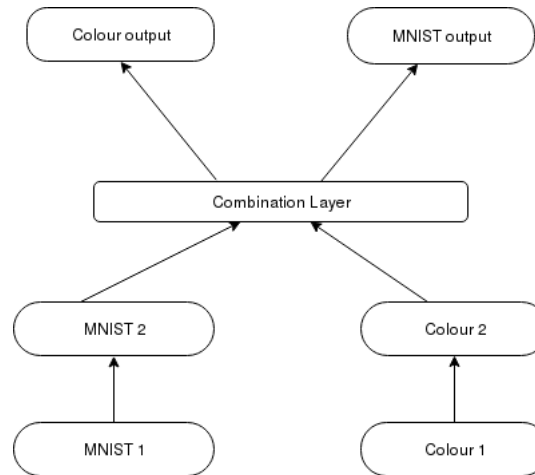 Colour output
MNIST output
Combination Layer
MNIST 2
Colour 2
MNIST 1
Colour 1